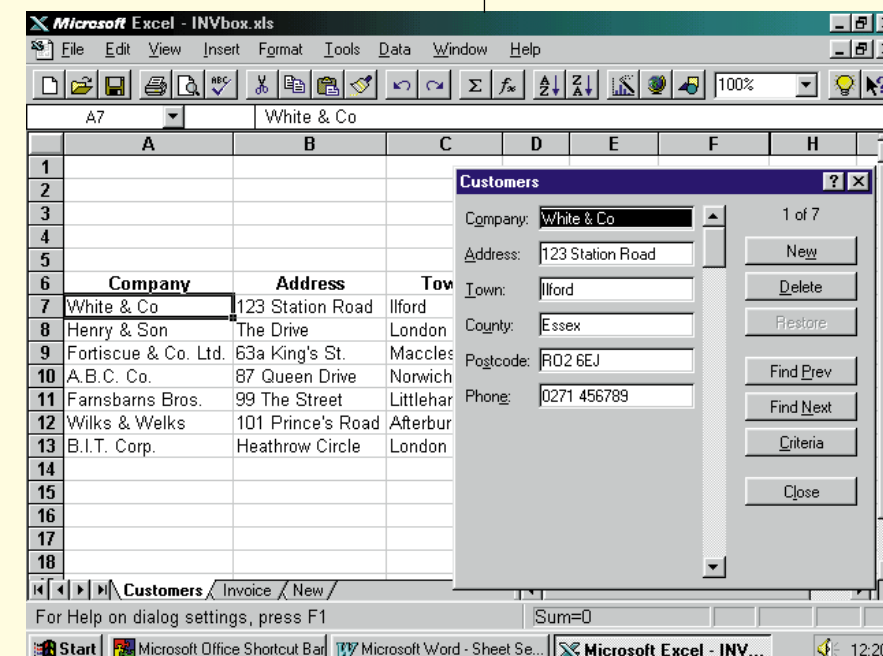 Microsoft Excel - INVbox.xls
File Edit View Insert Format Tools Data Window Help
100%
A7 White & Co
A B C D E F H
1
2
3
4
5
6 Company Address
7 White & Co 123 Station Road Ilford
8 Henry & Son The Drive London
9 Fortiscue & Co. Ltd. 63a King's St.
10 A.B.C. Co. 87 Queen Drive Norwich
11 Farnsbarns Bros. 99 The Street
12 Wilks & Welks 101 Prince's Road
13 B.I.T. Corp. Heathrow Circle London
14
15
16
17
18
Customers
Company: White & Co
Address: 123 Station Road
Town: Ilford
County: Essex
Postcode: RO2 6EJ
Phone: 0271 456789
1 of 7
New
Delete
Restore
Find Prev
Find Next
Criteria
Close
Customers Invoice New
For Help on dialog settings, press F1 Sum=0
Start Microsoft Office Shortcut Bar Microsoft Word - Sheet Se... Microsoft Excel - INV... 12:20